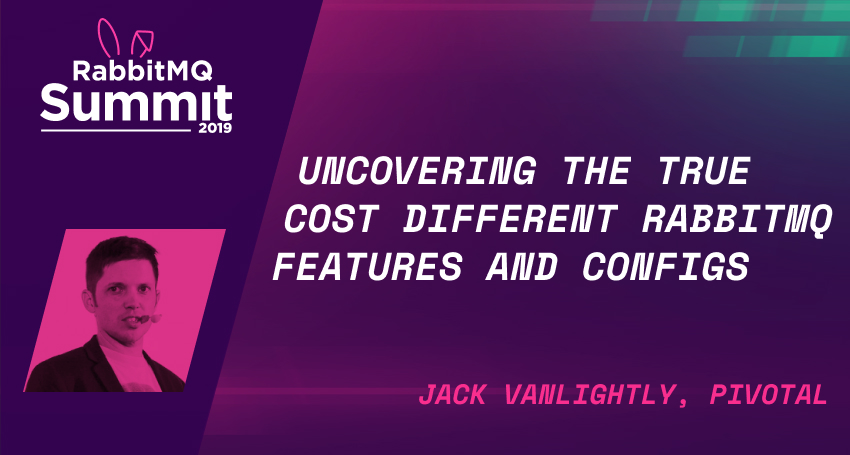 RabbitMQ
Summit
2019
UNCOVERING THE TRUE
COST DIFFERENT RABBITMQ
FEATURES AND CONFIGS
JACK VANLIGHTLY, PIVOTAL